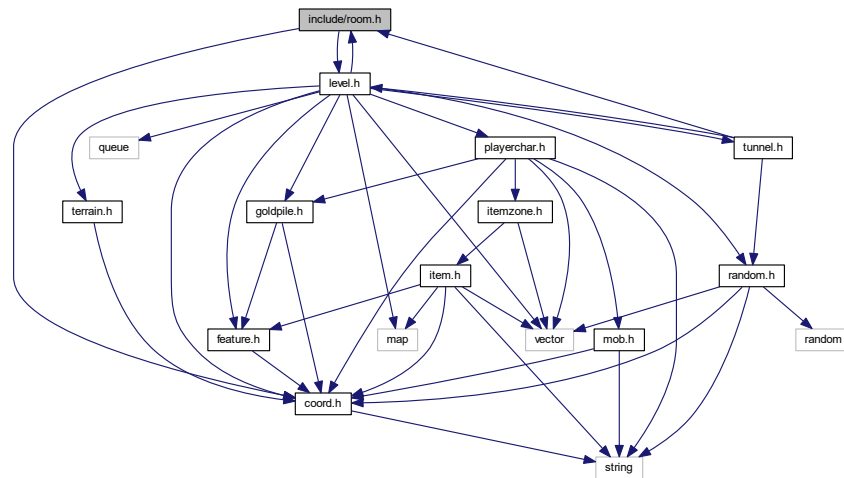 include/room.h
level.h
queue
playerchar.h
tunnel.h
terrain.h
goldpile.h
itemzone.h
item.h
random.h
feature.h
map
vector
mob.h
random
coord.h
string